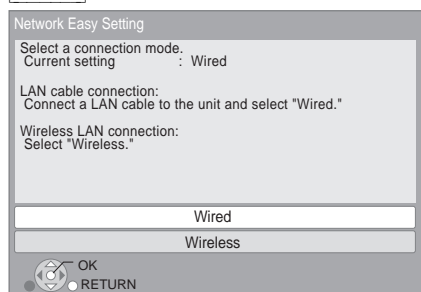 Network Easy Setting
Select a connection mode.
Current setting : Wired
LAN cable connection:
Connect a LAN cable to the unit and select "Wired."
Wireless LAN connection:
Select "Wireless."
Wired
Wireless
OK
RETURN